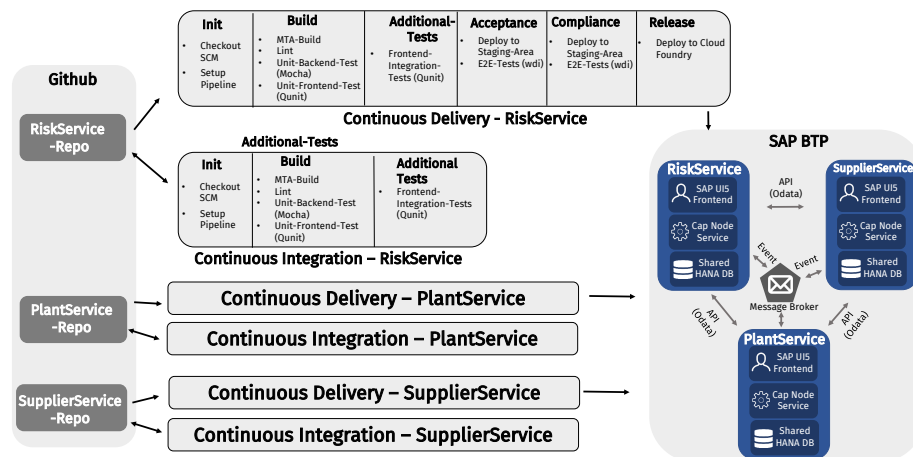 Github
RiskService
-Repo
PlantService
-Repo
SupplierService
-Repo
Init
• Checkout
SCM
• Setup
Pipeline
Build
• MTA-Build
• Lint
• Unit-Backend-Test
(Mocha)
• Unit-Frontend-Test
(Qunit)
Additional-
Tests
• Frontend-
Integration-
Tests (Qunit)
Acceptance
• Deploy to
Staging-Area
• E2E-Tests (wdi)
Compliance
• Deploy to
Staging-Area
• E2E-Tests (wdi)
Release
• Deploy to Cloud
Foundry
Continuous Delivery - RiskService
Additional-Tests
Init
• Checkout
SCM
• Setup
Pipeline
Build
• MTA-Build
• Lint
• Unit-Backend-Test
(Mocha)
• Unit-Frontend-Test
(Qunit)
Additional
Tests
• Frontend-
Integration-Tests
(Qunit)
Continuous Integration – RiskService
Continuous Delivery – PlantService
Continuous Integration – PlantService
Continuous Delivery – SupplierService
Continuous Integration – SupplierService
SAP BTP
RiskService
SAP UI5
Frontend
Cap Node
Service
Shared
HANA DB
API
(Odata)
SupplierService
SAP UI5
Frontend
Cap Node
Service
Shared
HANA DB
Event
Event
Message Broker
API
(Odata)
API
(Odata)
PlantService
SAP UI5
Frontend
Cap Node
Service
Shared
HANA DB